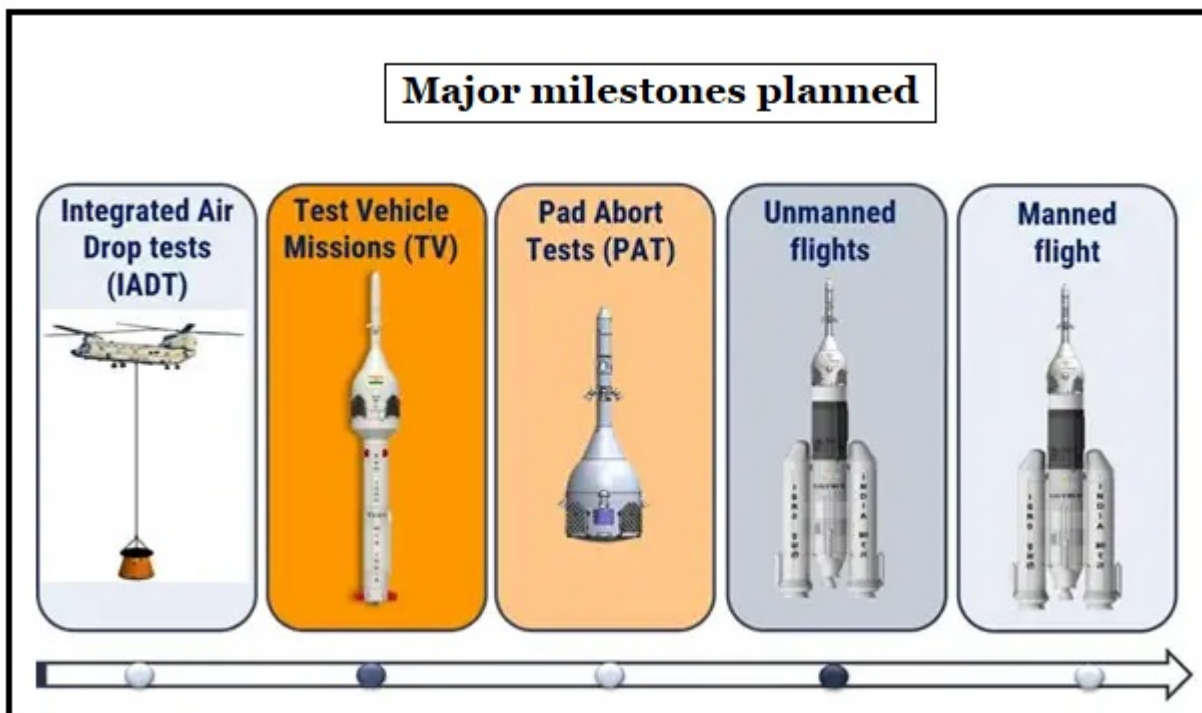 Major milestones planned
Integrated Air
Drop tests
(IADT)
Test Vehicle
Missions (TV)
Pad Abort
Tests (PAT)
Unmanned
flights
Manned
flight